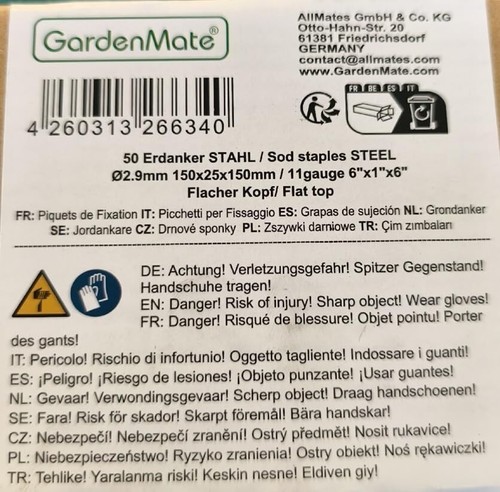 GardenMate®
AllMates GmbH & Co. KG
Otto-Hahn-Str. 20
61381 Friedrichsdorf
GERMANY
contact@allmates.com
www.GardenMate.com
4 260313 266340
FR BE ES IT
50 Erdanker STAHL / Sod staples STEEL
Ø2.9mm 150x25x150mm / 11gauge 6"x1"x6"
Flacher Kopf/ Flat top
FR: Piquets de Fixation IT: Picchetti per Fissaggio ES: Grapas de sujeción NL: Grondanker
SE: Jordankare CZ: Drnové sponky PL: Zszywki darniowe TR: Çim zımbaları
DE: Achtung! Verletzungsgefahr! Spitzer Gegenstand!
Handschuhe tragen!
EN: Danger! Risk of injury! Sharp object! Wear gloves!
FR: Danger! Risqué de blessure! Objet pointu! Porter
des gants!
IT: Pericolo! Rischio di infortunio! Oggetto tagliente! Indossare i guanti!
ES: ¡Peligro! ¡Riesgo de lesiones! ¡Objeto punzante! ¡Usar guantes!
NL: Gevaar! Verwondingsgevaar! Scherp object! Draag handschoenen!
SE: Fara! Risk för skador! Skarpt föremål! Bära handskar!
CZ: Nebezpečí! Nebezpečí zranění! Ostrý předmět! Nosit rukavice!
PL: Niebezpieczeństwo! Ryzyko zranienia! Ostry obiekt! Noś rękawiczki!
TR: Tehlike! Yaralanma riski! Keskin nesne! Eldiven giy!